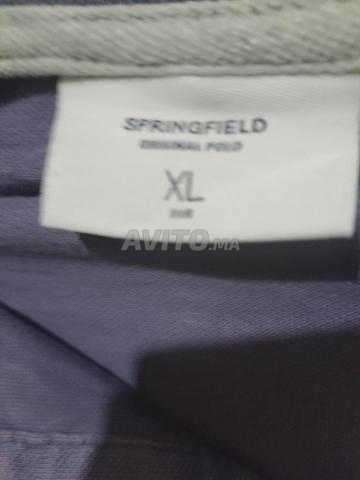 SPRINGFIELD
ORIGINAL POLO
XL
AVITO.MA